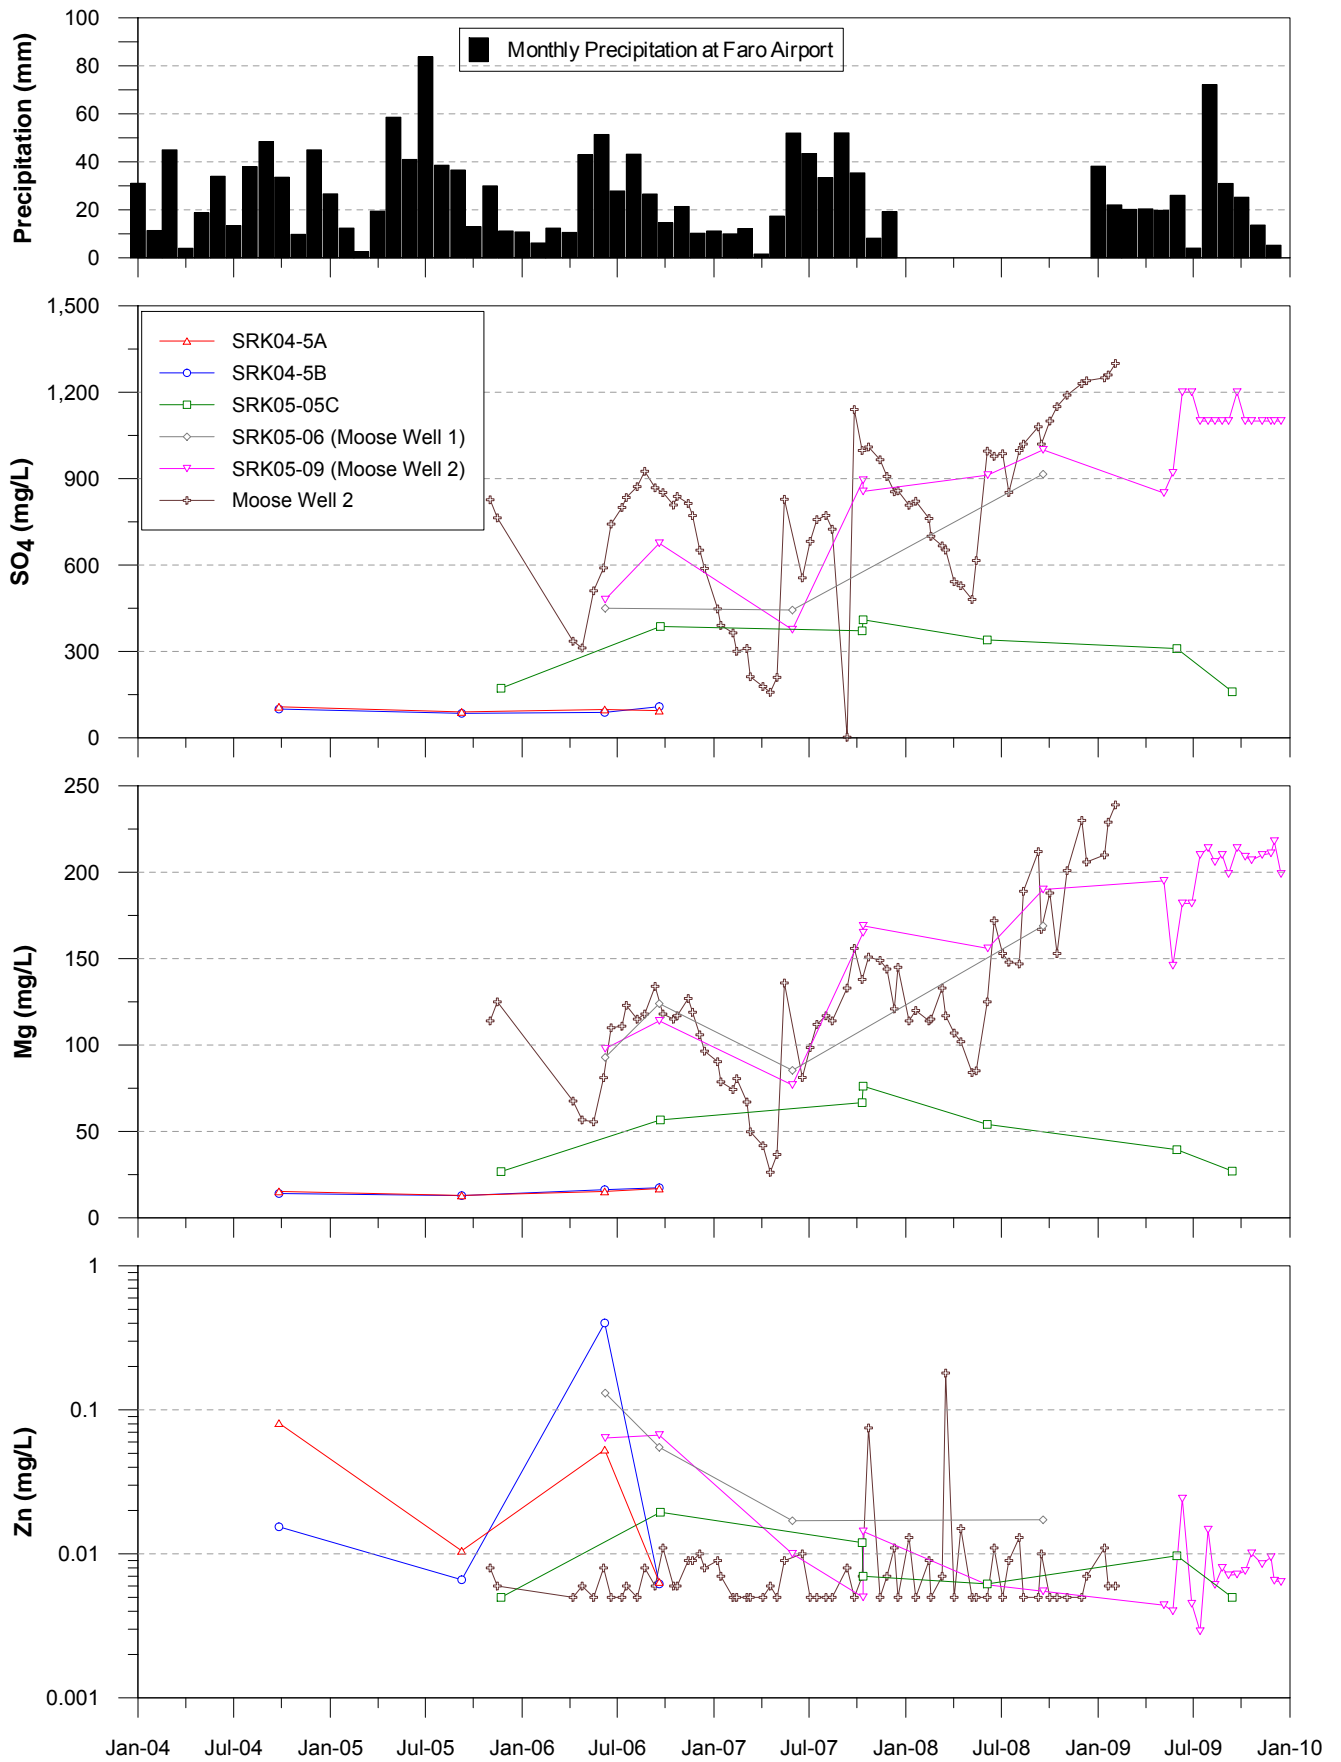 Precipitation (mm)
100
80
60
40
20
0
Monthly Precipitation at Faro Airport
SO4 (mg/L)
1,500
1,200
900
600
300
0
SRK04-5A
SRK04-5B
SRK05-05C
SRK05-06 (Moose Well 1)
SRK05-09 (Moose Well 2)
Moose Well 2
Mg (mg/L)
250
200
150
100
50
0
Zn (mg/L)
1
0.1
0.01
0.001
Jan-04 Jul-04 Jan-05 Jul-05 Jan-06 Jul-06 Jan-07 Jul-07 Jan-08 Jul-08 Jan-09 Jul-09 Jan-10